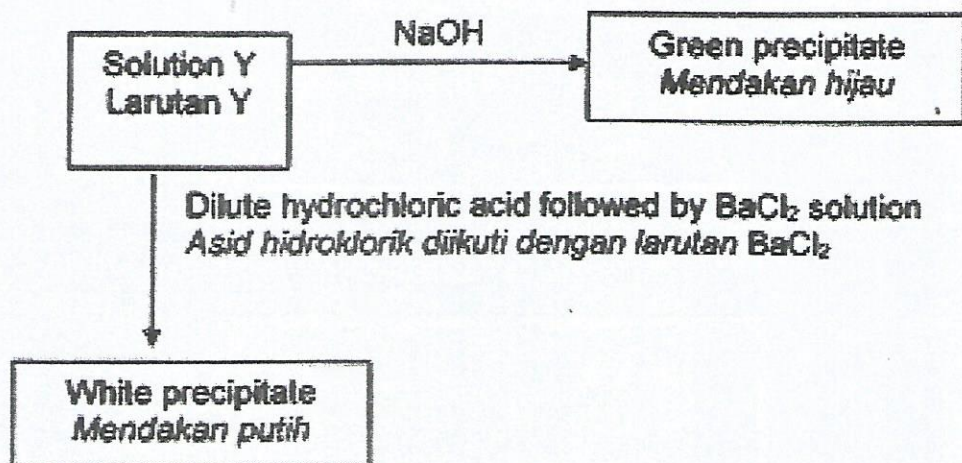 Solution Y
Larutan Y
NaOH
Green precipitate
Mendakan hijau
Dilute hydrochloric acid followed by BaCl₂ solution
Asid hidroklorik diikuti dengan larutan BaCl₂
White precipitate
Mendakan putih